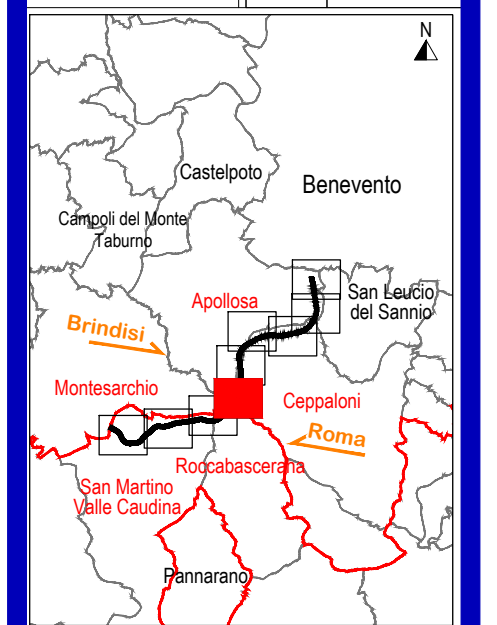 N
Castelpoto
Benevento
Campoli del Monte
Taburno
San Leucio
del Sannio
Apollosa
Brindisi
Montesarchio
Ceppaloni
Roma
Roccabascerana
San Martino
Valle Caudina
Pannarano